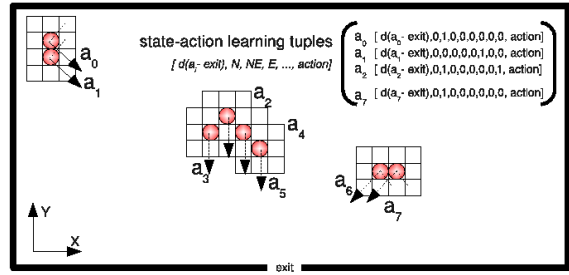 state-action learning tuples
[ d(aᵢ- exit), N, NE, E, ..., action]
a₀ [ d(a₀- exit),0,1,0,0,0,0,0,0, action]
a₁ [ d(a₁- exit),0,0,0,0,0,1,0,0, action]
a₂ [ d(a₂- exit),0,1,0,0,0,0,0,1, action]
a₇ [ d(a₇- exit),0,1,0,0,0,0,0,0, action]
a₀
a₁
a₂
a₄
a₃
a₅
a₆
a₇
Y
X
exit